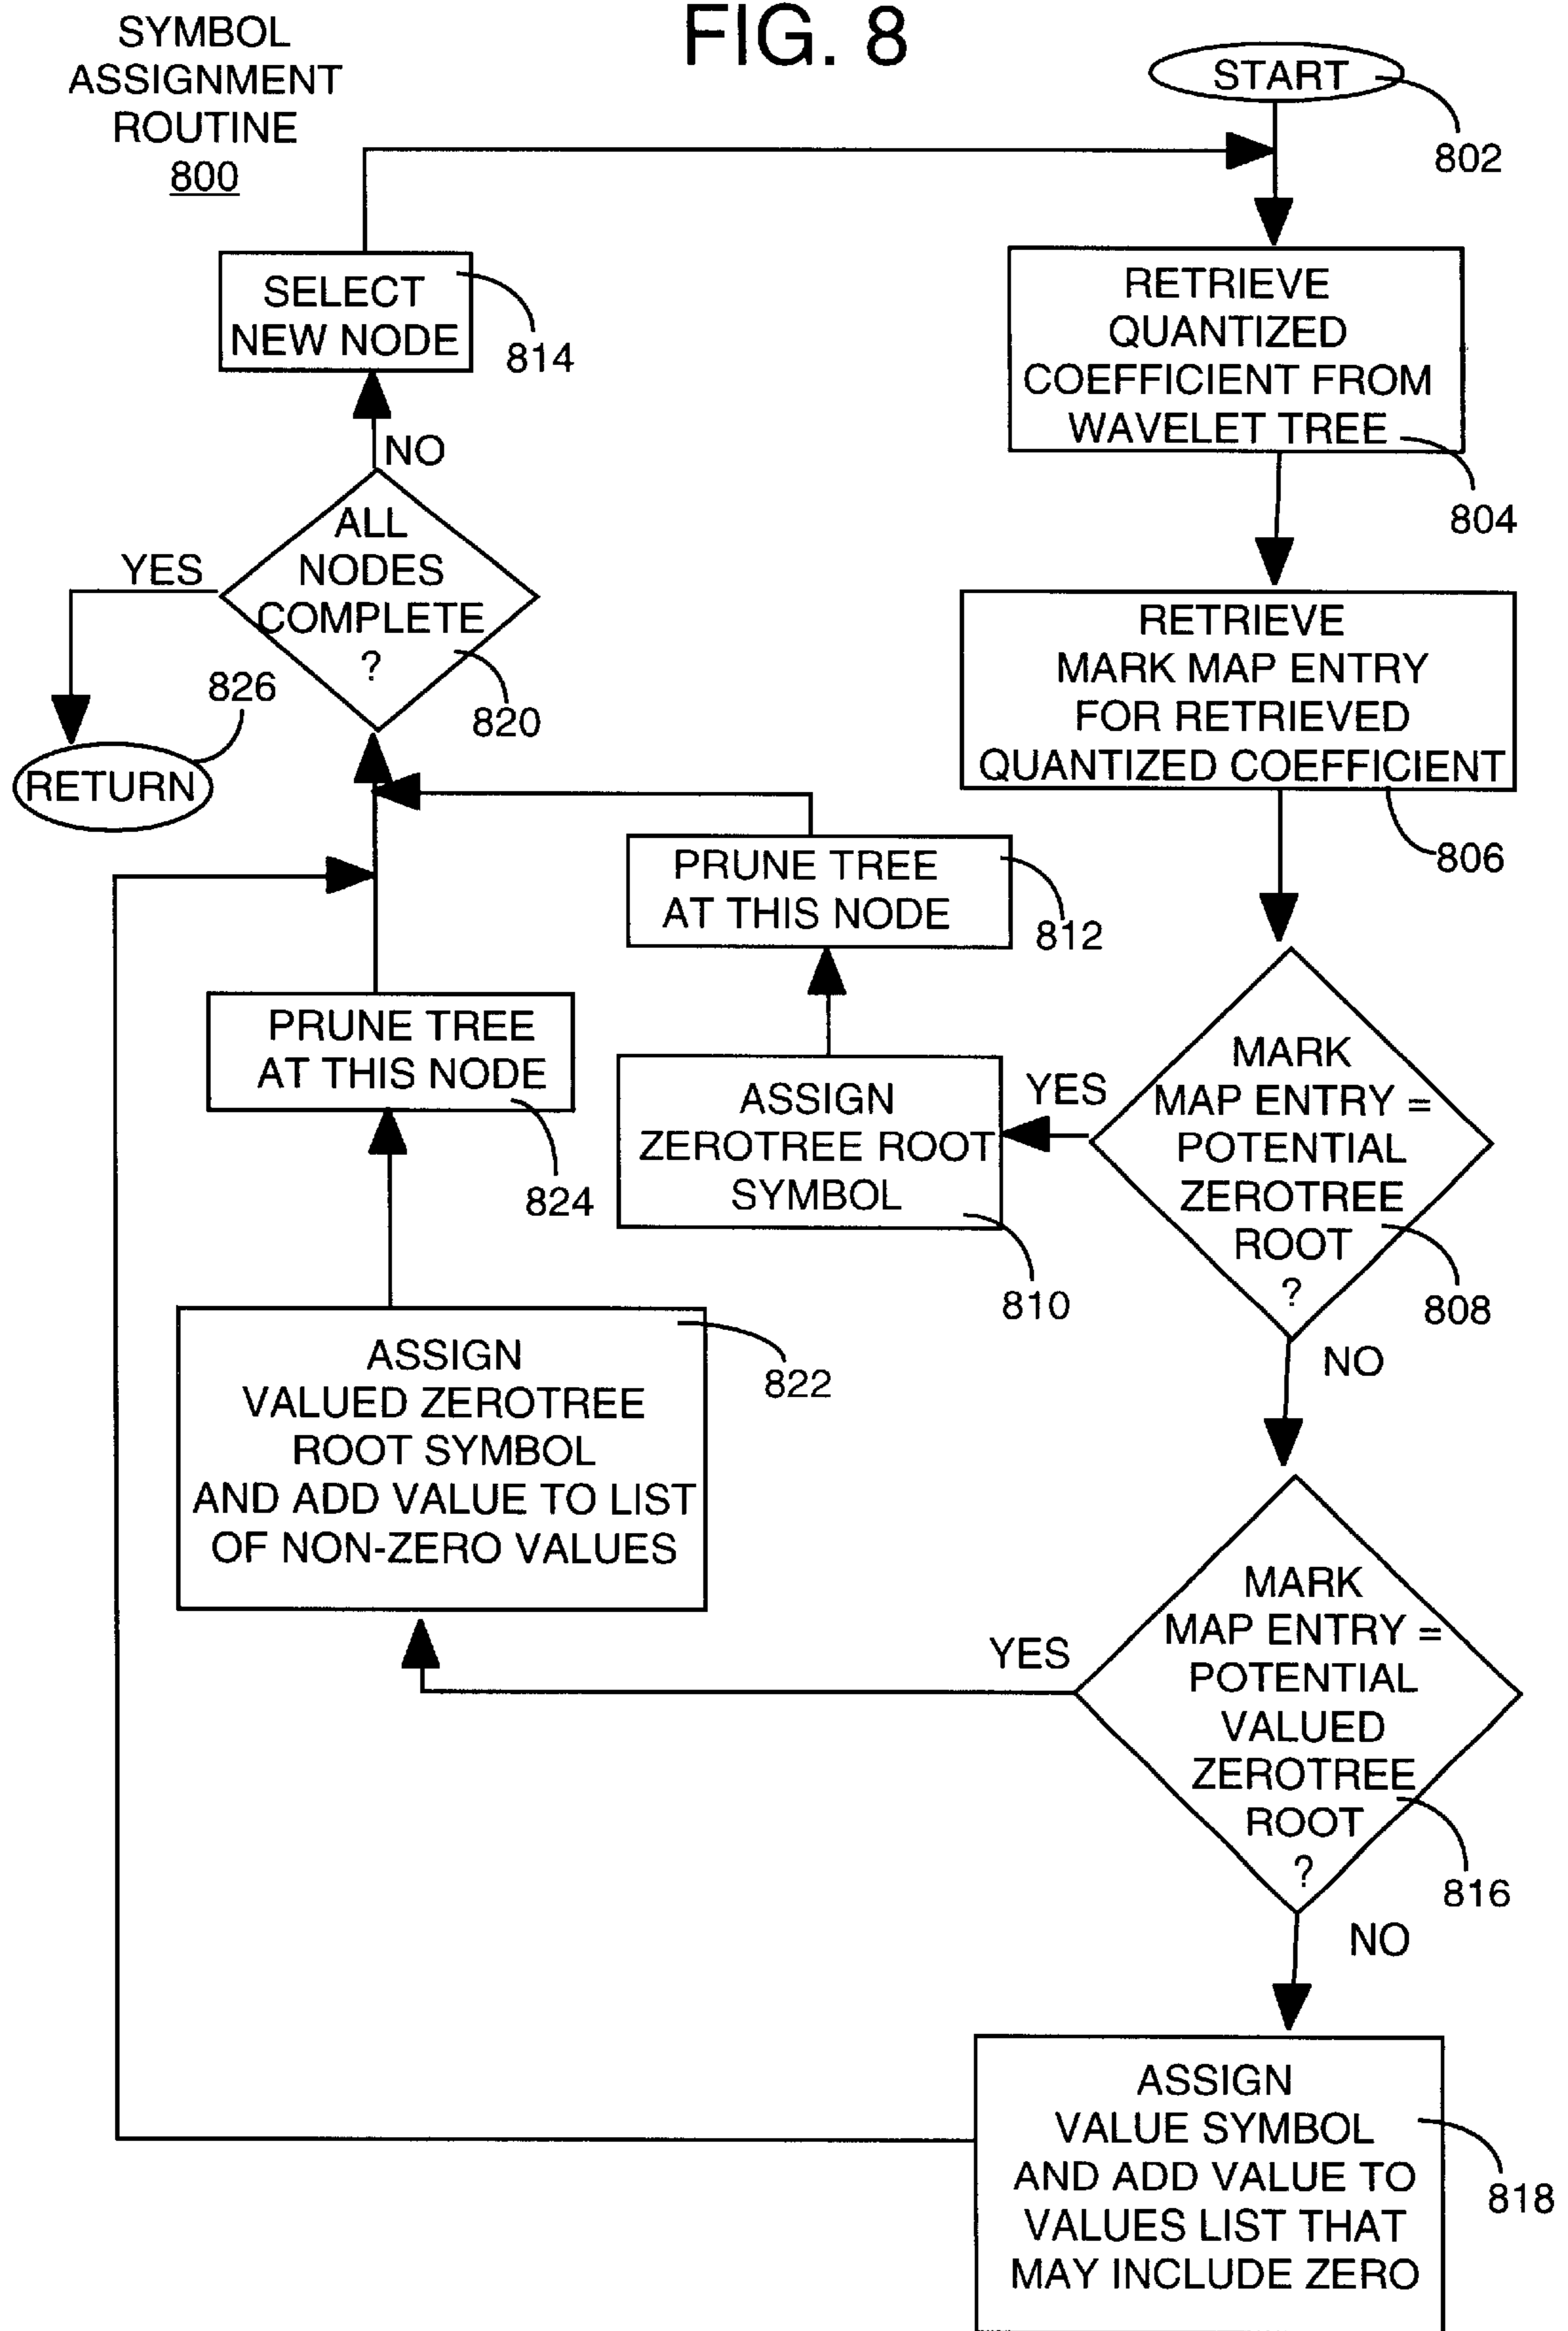 FIG. 8
SYMBOL
ASSIGNMENT
ROUTINE
800
START
802
RETRIEVE
QUANTIZED
COEFFICIENT FROM
WAVELET TREE
804
RETRIEVE
MARK MAP ENTRY
FOR RETRIEVED
QUANTIZED COEFFICIENT
806
MARK
MAP ENTRY =
POTENTIAL
ZEROTREE
ROOT
?
808
YES
NO
ASSIGN
ZEROTREE ROOT
SYMBOL
810
PRUNE TREE
AT THIS NODE
812
MARK
MAP ENTRY =
POTENTIAL
VALUED
ZEROTREE
ROOT
?
816
YES
NO
ASSIGN
VALUED ZEROTREE
ROOT SYMBOL
AND ADD VALUE TO LIST
OF NON-ZERO VALUES
822
PRUNE TREE
AT THIS NODE
824
ASSIGN
VALUE SYMBOL
AND ADD VALUE TO
VALUES LIST THAT
MAY INCLUDE ZERO
818
ALL
NODES
COMPLETE
?
820
YES
NO
RETURN
826
SELECT
NEW NODE
814